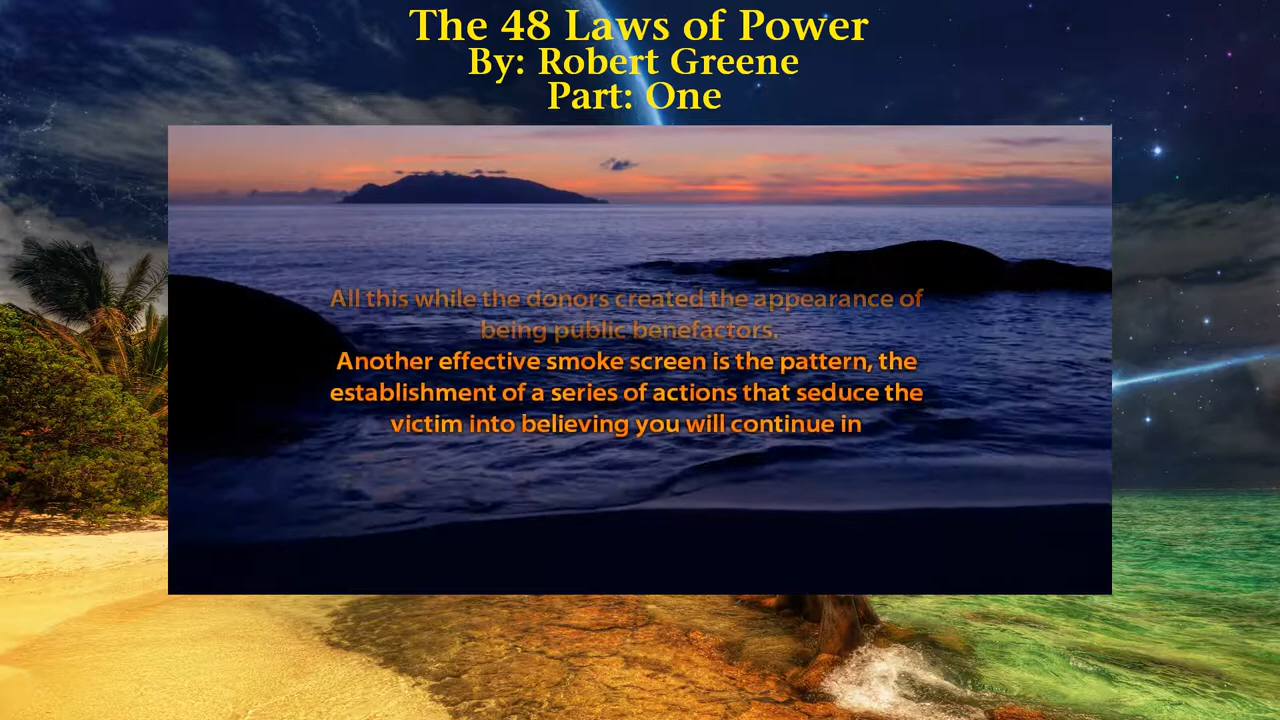 The 48 Laws of Power
By: Robert Greene
Part: One
All this while the donors created the appearance of
being public benefactors.
Another effective smoke screen is the pattern, the
establishment of a series of actions that seduce the
victim into believing you will continue in